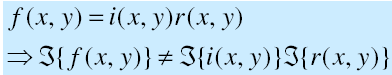 f(x, y) = i(x, y)r(x, y)
⇒ ℑ{f(x, y)} ≠ ℑ{i(x, y)}ℑ{r(x, y)}